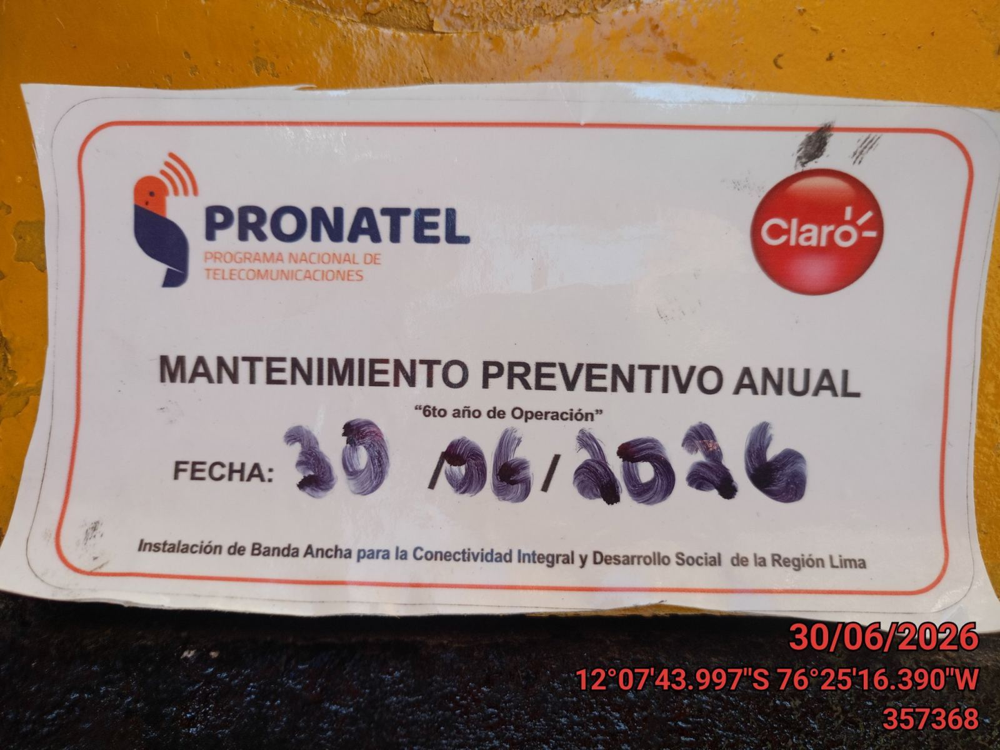 PRONATEL
PROGRAMA NACIONAL DE
TELECOMUNICACIONES
Claro
MANTENIMIENTO PREVENTIVO ANUAL
“6to año de Operación”
FECHA: 30 /06/2026
Instalación de Banda Ancha para la Conectividad Integral y Desarrollo Social de la Región Lima
30/06/2026
12°07'43.997"S 76°25'16.390"W
357368